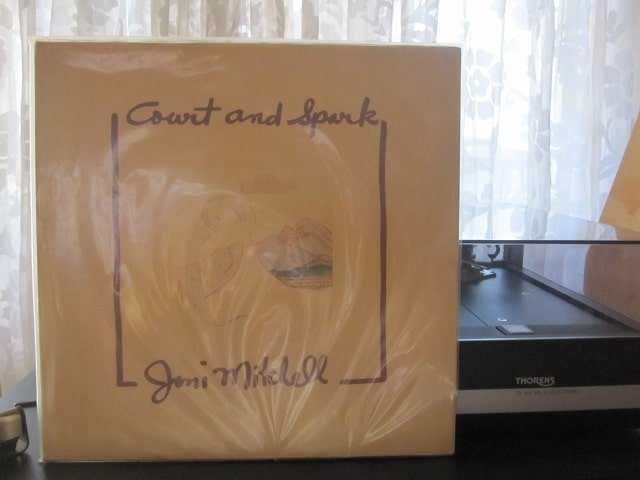 Court and Spark
Joni Mitchell
THORENS